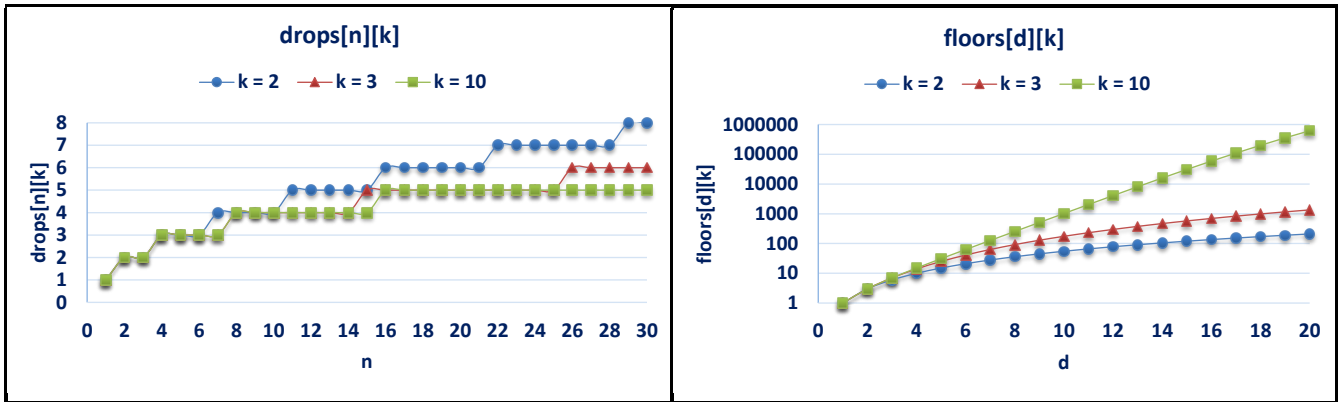 drops[n][k]
k = 2 k = 3 k = 10
8
7
6
5
4
3
2
1
0
drops[n][k]
0 2 4 6 8 10 12 14 16 18 20 22 24 26 28 30
n
floors[d][k]
k = 2 k = 3 k = 10
1000000
100000
10000
1000
100
10
1
floors[d][k]
0 2 4 6 8 10 12 14 16 18 20
d